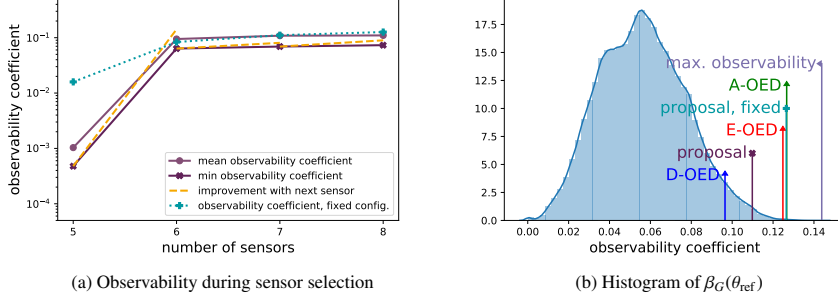 observability coefficient
10⁻¹
10⁻²
10⁻³
10⁻⁴
mean observability coefficient
min observability coefficient
improvement with next sensor
observability coefficient, fixed config.
5
6
7
8
number of sensors
(a) Observability during sensor selection
17.5
15.0
12.5
10.0
7.5
5.0
2.5
0.0
max. observability
A-OED
proposal, fixed
E-OED
proposal
D-OED
0.00
0.02
0.04
0.06
0.08
0.10
0.12
0.14
observability coefficient
(b) Histogram of β_G(θ_ref)